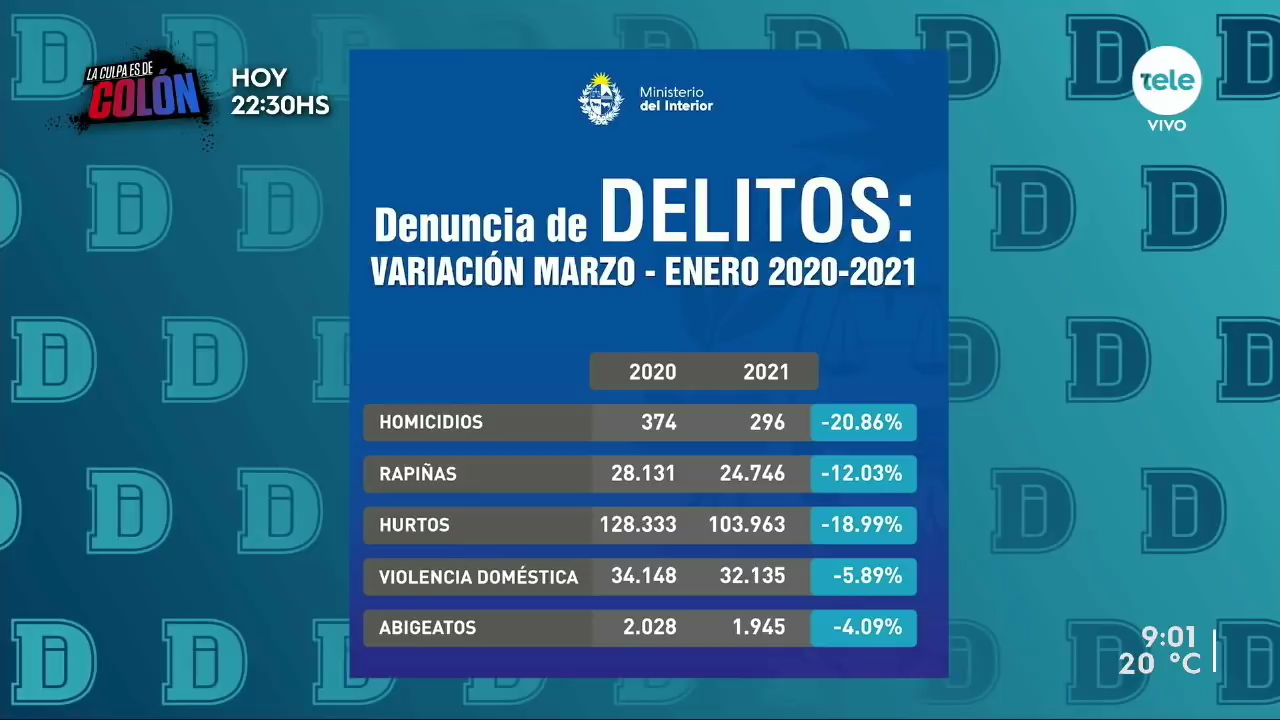 LA CULPA ES DE
COLÓN
HOY
22:30HS
Tele
VIVO
Ministerio
del Interior
Denuncia de DELITOS:
VARIACIÓN MARZO - ENERO 2020-2021
2020 2021
HOMICIDIOS 374 296 -20.86%
RAPIÑAS 28.131 24.746 -12.03%
HURTOS 128.333 103.963 -18.99%
VIOLENCIA DOMÉSTICA 34.148 32.135 -5.89%
ABIGEATOS 2.028 1.945 -4.09%
9:01
20 °C